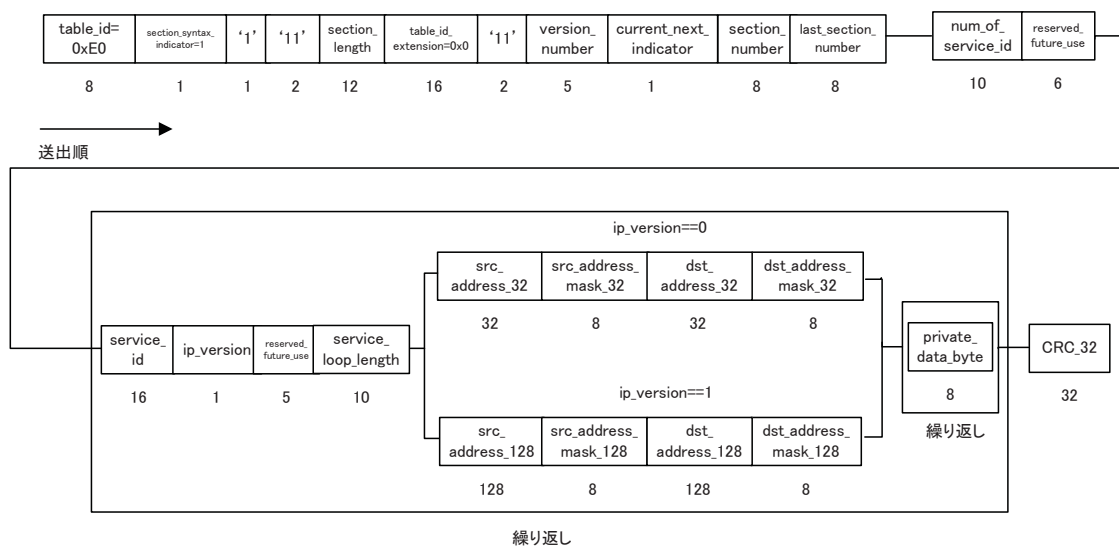 table_id=
0xE0
section_syntax_
indicator=1
‘1’
‘11’
section_
length
table_id_
extension=0x0
‘11’
version_
number
current_next_
indicator
section_
number
last_section_
number
num_of_
service_id
reserved_
future_use
8
1
1
2
12
16
2
5
1
8
8
10
6
送出順
ip_version==0
src_
address_32
src_address_
mask_32
dst_
address_32
dst_address_
mask_32
32
8
32
8
service_
id
ip_version
reserved_
future_use
service_
loop_length
16
1
5
10
private_
data_byte
8
繰り返し
CRC_32
32
ip_version==1
src_
address_128
src_address_
mask_128
dst_
address_128
dst_address_
mask_128
128
8
128
8
繰り返し